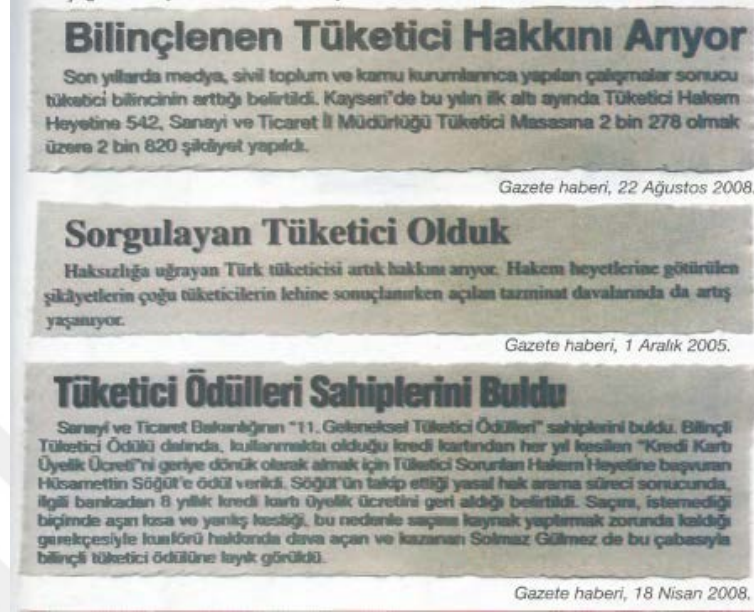 Bilinçlenen Tüketici Hakkını Arıyor
Son yıllarda medya, sivil toplum ve kamu kurumlarınca yapılan çalışmalar sonucu
tüketici bilincinin arttığı belirtildi. Kayseri'de bu yılın ilk altı ayında Tüketici Hakem
Heyetine 542, Sanayi ve Ticaret İl Müdürlüğü Tüketici Masasına 2 bin 278 olmak
üzere 2 bin 820 şikâyet yapıldı.
Gazete haberi, 22 Ağustos 2008.
Sorgulayan Tüketici Olduk
Haksızlığa uğrayan Türk tüketicisi artık hakkını arıyor. Hakem heyetlerine götürülen
şikâyetlerin çoğu tüketicilerin lehine sonuçlanırken açılan tazminat davalarında da artış
yaşanıyor.
Gazete haberi, 1 Aralık 2005.
Tüketici Ödülleri Sahiplerini Buldu
Sanayi ve Ticaret Bakanlığının "11. Geleneksel Tüketici Ödülleri" sahiplerini buldu. Bilinçli
Tüketici Ödülü dalında, kullanmakta olduğu kredi kartından her yıl kesilen "Kredi Kartı
Üyelik Ücreti"ni geriye dönük olarak almak için Tüketici Sorunları Hakem Heyetine başvuran
Hüsamettin Söğüt'e ödül verildi. Söğüt'ün takip ettiği yasal hak arama süreci sonucunda,
ilgili bankadan 8 yıllık kredi kartı üyelik ücretini geri aldığı belirtildi. Saçını, istemediği
biçimde aşırı kısa ve yanlış kestiği, bu nedenle saçına kaynak yaptırmak zorunda kaldığı
gerekçesiyle kuaförü hakkında dava açan ve kazanan Solmaz Gülmez de bu çabasıyla
bilinçli tüketici ödülüne layık görüldü.
Gazete haberi, 18 Nisan 2008.